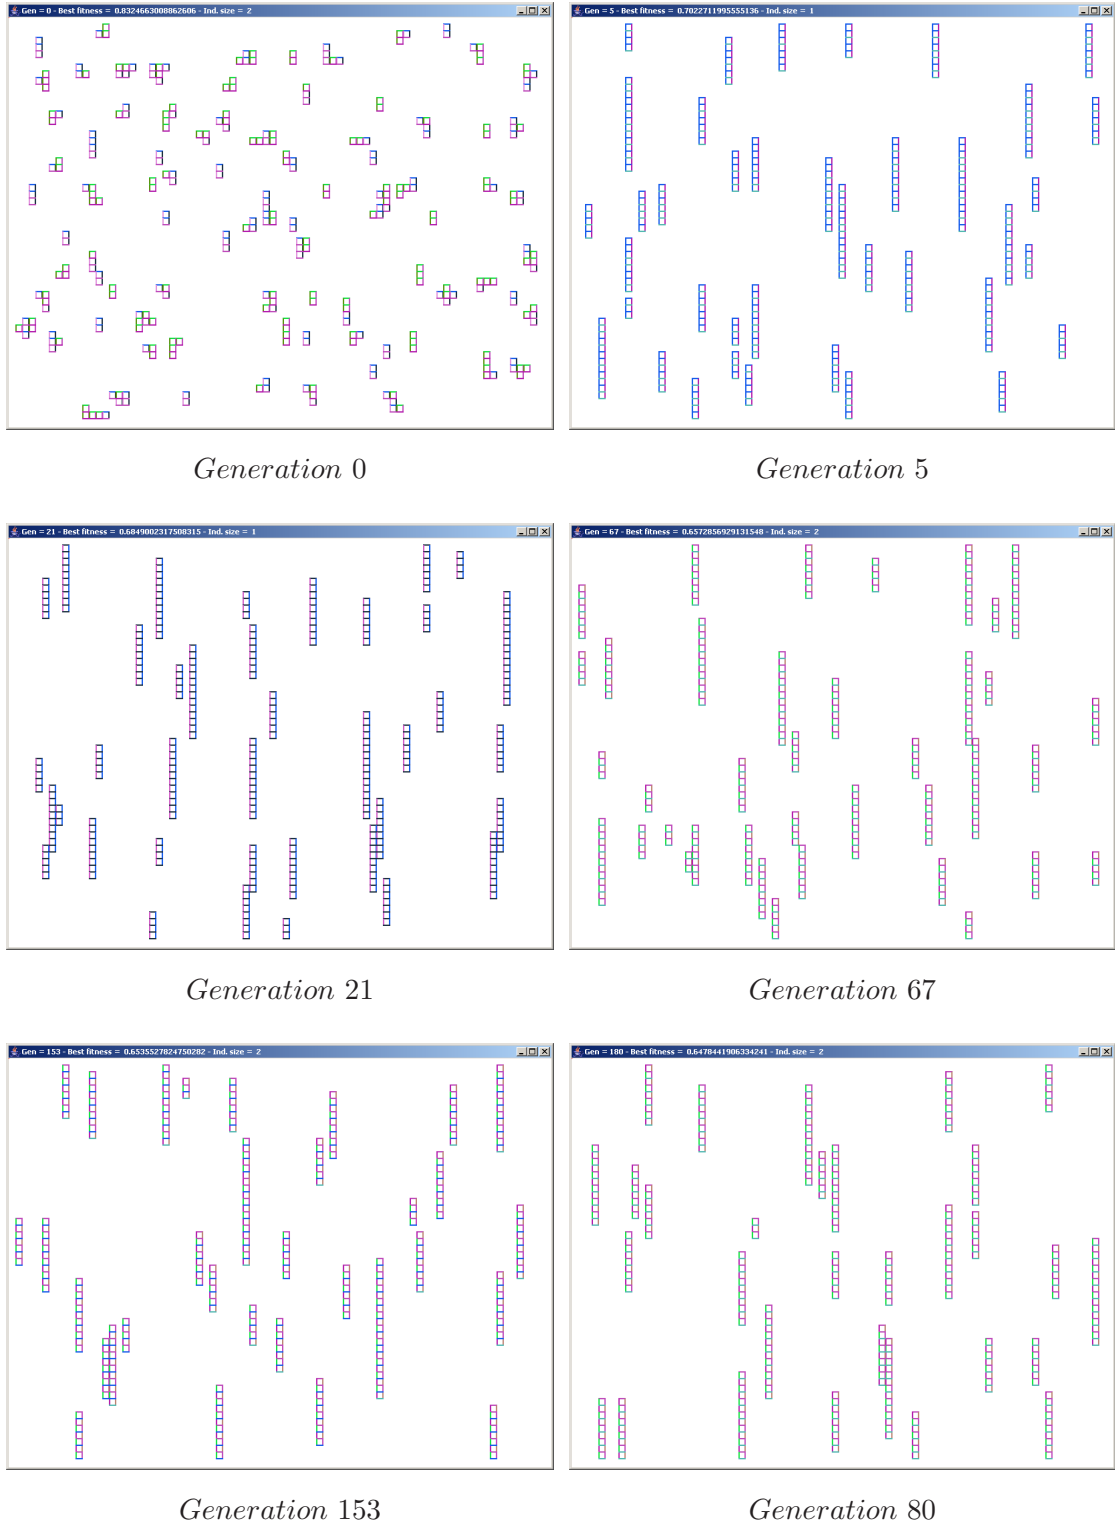 Gen = 0 - Best fitness = 0.8324663008862606 - Ind. size = 2
Gen = 5 - Best fitness = 0.7022711995555136 - Ind. size = 1
Generation 0
Generation 5
Gen = 21 - Best fitness = 0.6849002317508315 - Ind. size = 1
Gen = 67 - Best fitness = 0.6572856929131548 - Ind. size = 2
Generation 21
Generation 67
Gen = 153 - Best fitness = 0.6535527824750282 - Ind. size = 2
Gen = 180 - Best fitness = 0.6478441906334241 - Ind. size = 2
Generation 153
Generation 80